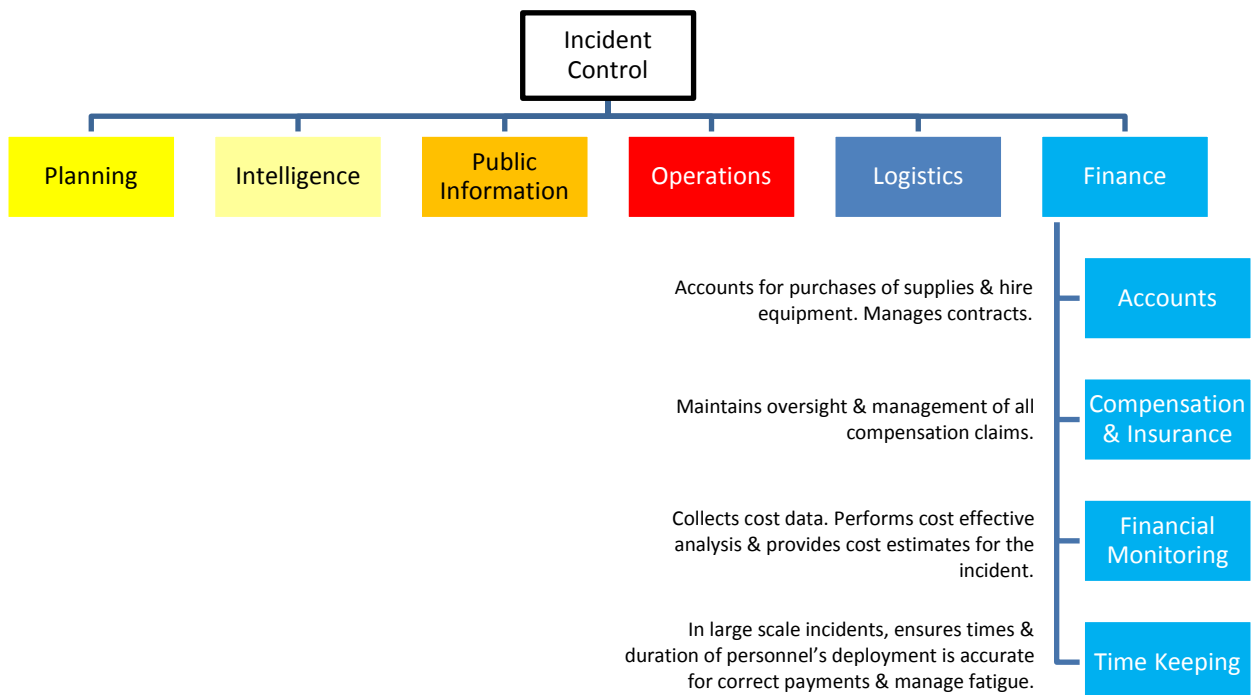 Incident
Control
Planning
Intelligence
Public
Information
Operations
Logistics
Finance
Accounts for purchases of supplies & hire
equipment. Manages contracts.
Accounts
Maintains oversight & management of all
compensation claims.
Compensation
& Insurance
Collects cost data. Performs cost effective
analysis & provides cost estimates for the
incident.
Financial
Monitoring
In large scale incidents, ensures times &
duration of personnel’s deployment is accurate
for correct payments & manage fatigue.
Time Keeping